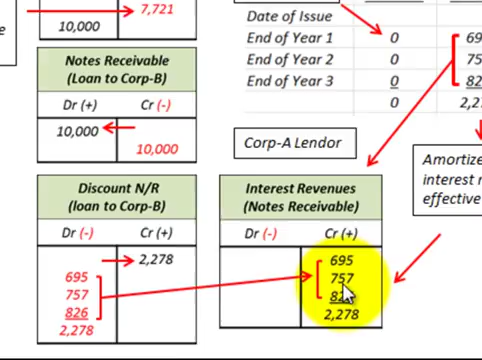 7,721
10,000
Notes Receivable
(Loan to Corp-B)
Dr (+) Cr (-)
10,000
10,000
Discount N/R
(loan to Corp-B)
Dr (-) Cr (+)
2,278
695
757
826
2,278
Date of Issue
End of Year 1 0 69
End of Year 2 0 75
End of Year 3 0 82
0 2,2
Corp-A Lendor
Amortize
interest r
effective
Interest Revenues
(Notes Receivable)
Dr (-) Cr (+)
695
757
82
2,278